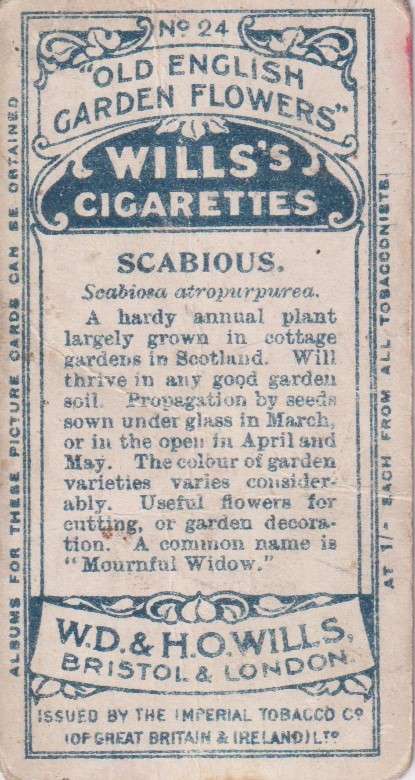 No 24
"OLD ENGLISH
GARDEN FLOWERS"
WILLS'S
CIGARETTES
SCABIOUS.
Scabiosa atropurpurea.
A hardy annual plant
largely grown in cottage
gardens in Scotland. Will
thrive in any good garden
soil. Propagation by seeds
sown under glass in March,
or in the open in April and
May. The colour of garden
varieties varies consider-
ably. Useful flowers for
cutting, or garden decora-
tion. A common name is
"Mournful Widow."
W.D. & H.O. WILLS,
BRISTOL & LONDON.
ISSUED BY THE IMPERIAL TOBACCO Co
(OF GREAT BRITAIN & IRELAND) LTD
ALBUMS FOR THESE PICTURE CARDS CAN BE OBTAINED
AT 1/- EACH FROM ALL TOBACCONISTS